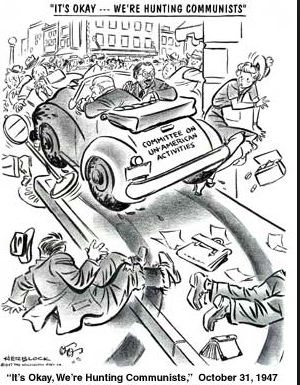 "IT'S OKAY --- WE'RE HUNTING COMMUNISTS"
COMMITTEE ON
UN-AMERICAN
ACTIVITIES
HERBLOCK
"It's Okay, We're Hunting Communists," October 31, 1947